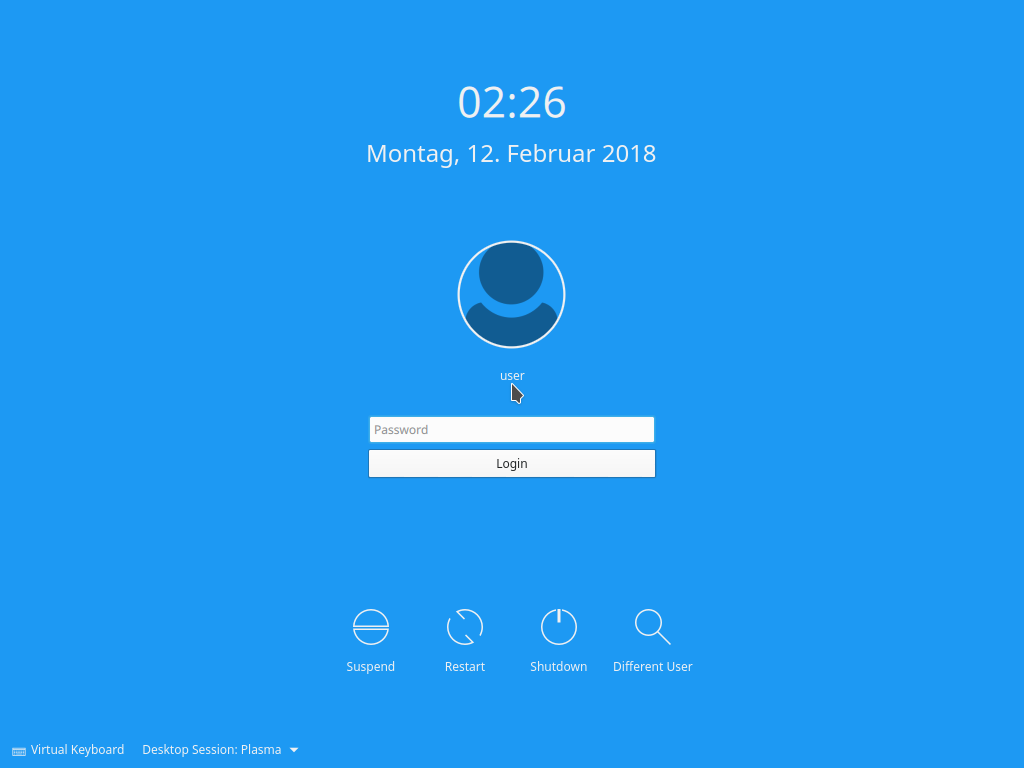 02:26
Montag, 12. Februar 2018
user
Password
Login
Suspend Restart Shutdown Different User
Virtual Keyboard Desktop Session: Plasma